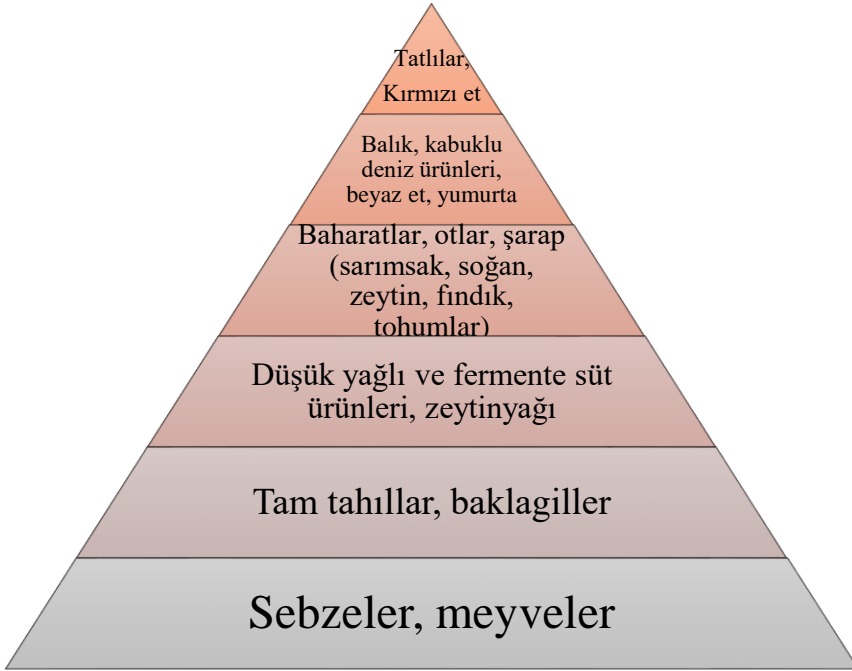 Tatlılar,
Kırmızı et
Balık, kabuklu
deniz ürünleri,
beyaz et, yumurta
Baharatlar, otlar, şarap
(sarımsak, soğan,
zeytin, fındık,
tohumlar)
Düşük yağlı ve fermente süt
ürünleri, zeytinyağı
Tam tahıllar, baklagiller
Sebzeler, meyveler